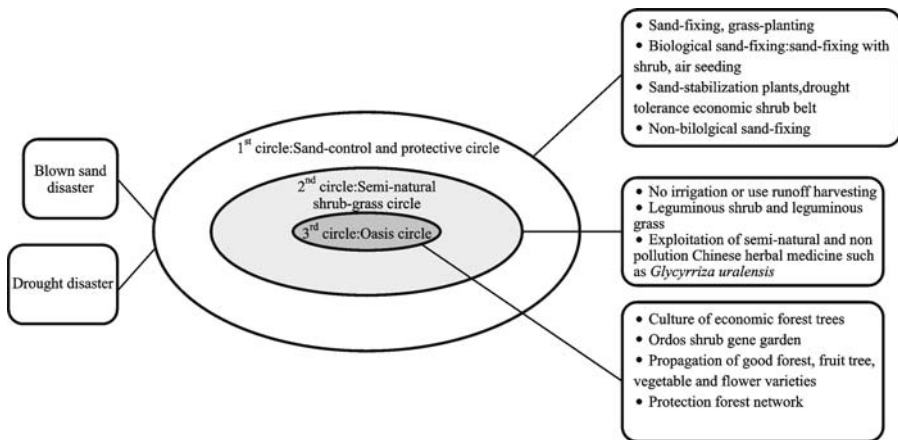 Blown sand
disaster
Drought disaster
1st circle:Sand-control and protective circle
2nd circle:Semi-natural
shrub-grass circle
3rd circle:Oasis circle
• Sand-fixing, grass-planting
• Biological sand-fixing:sand-fixing with
shrub, air seeding
• Sand-stabilization plants,drought
tolerance economic shrub belt
• Non-bilolgical sand-fixing
• No irrigation or use runoff harvesting
• Leguminous shrub and leguminous
grass
• Exploitation of semi-natural and non
pollution Chinese herbal medicine such
as Glycyrriza uralensis
• Culture of economic forest trees
• Ordos shrub gene garden
• Propagation of good forest, fruit tree,
vegetable and flower varieties
• Protection forest network